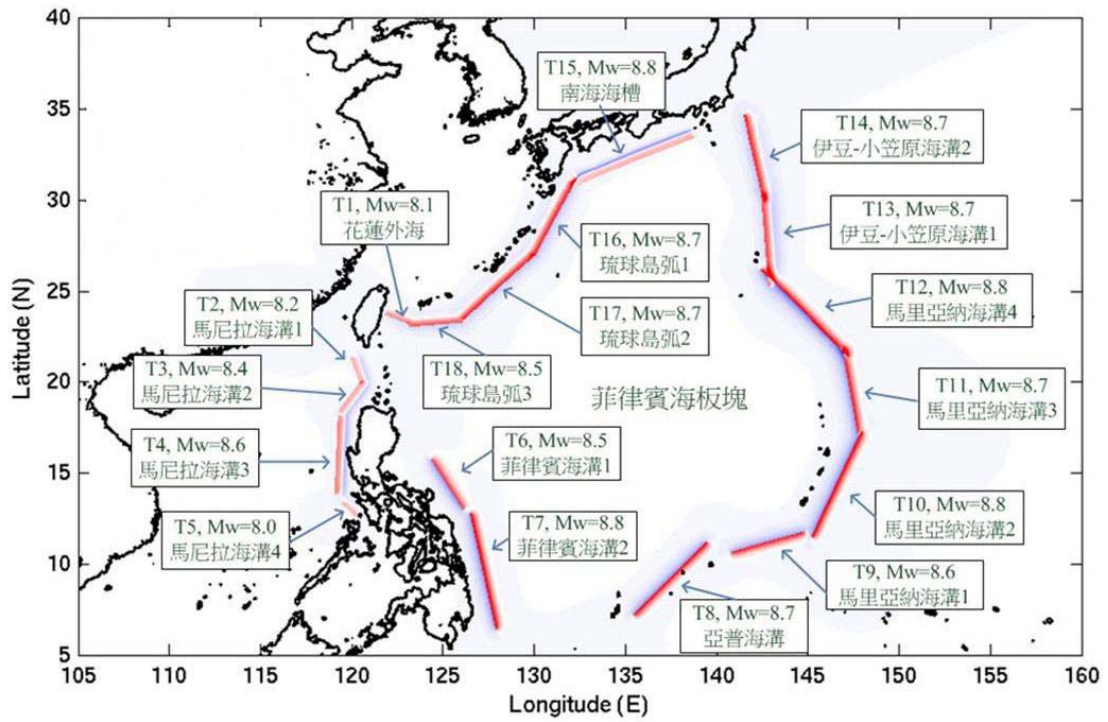 40
35
30
25
20
15
10
5
Latitude (N)
T15, Mw=8.8
南海海槽
T14, Mw=8.7
伊豆-小笠原海溝2
T1, Mw=8.1
花蓮外海
T13, Mw=8.7
伊豆-小笠原海溝1
T16, Mw=8.7
琉球島弧1
T2, Mw=8.2
馬尼拉海溝1
T12, Mw=8.8
馬里亞納海溝4
T17, Mw=8.7
琉球島弧2
T3, Mw=8.4
馬尼拉海溝2
T18, Mw=8.5
琉球島弧3
菲律賓海板塊
T11, Mw=8.7
馬里亞納海溝3
T4, Mw=8.6
馬尼拉海溝3
T6, Mw=8.5
菲律賓海溝1
T5, Mw=8.0
馬尼拉海溝4
T7, Mw=8.8
菲律賓海溝2
T10, Mw=8.8
馬里亞納海溝2
T9, Mw=8.6
馬里亞納海溝1
T8, Mw=8.7
亞普海溝
105 110 115 120 125 130 135 140 145 150 155 160
Longitude (E)